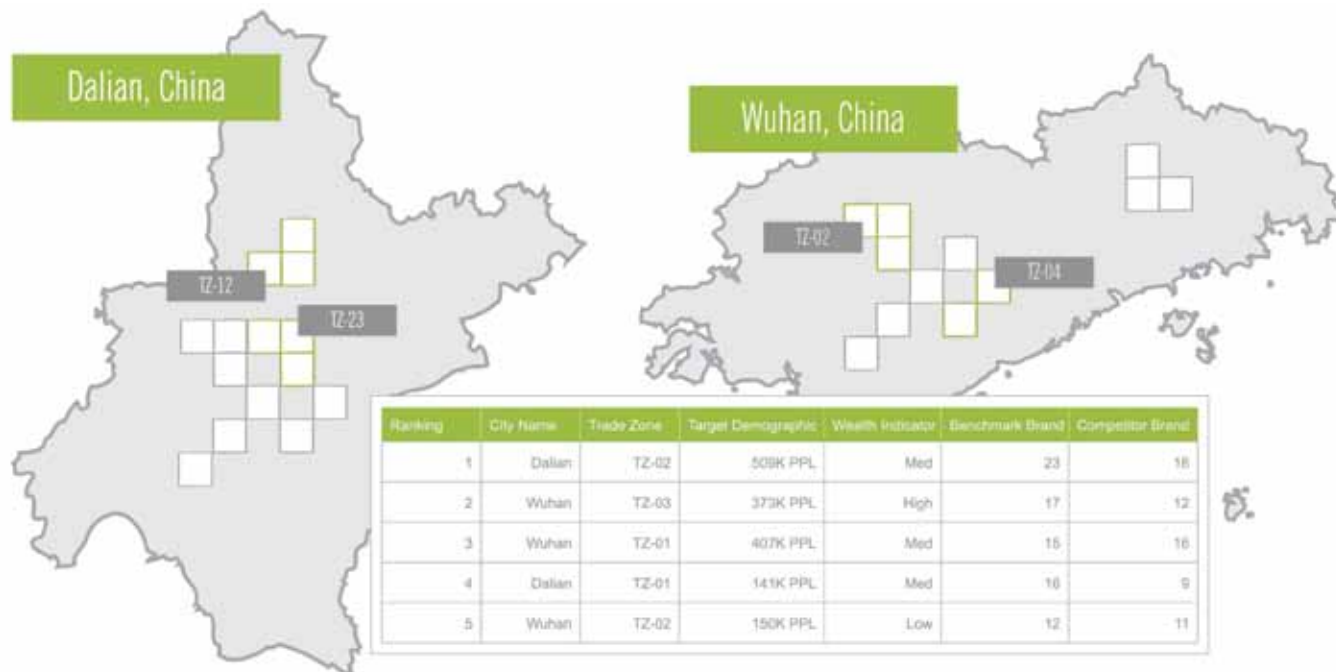 Dalian, China
Wuhan, China
TZ-02
TZ-12
TZ-04
TZ-23
Ranking City Name Trade Zone Target Demographic Wealth Indicator Benchmark Brand Competitor Brand
1 Dalian TZ-02 509K PPL Med 23 18
2 Wuhan TZ-03 373K PPL High 17 12
3 Wuhan TZ-01 407K PPL Med 15 16
4 Dalian TZ-01 141K PPL Med 16 9
5 Wuhan TZ-02 150K PPL Low 12 11